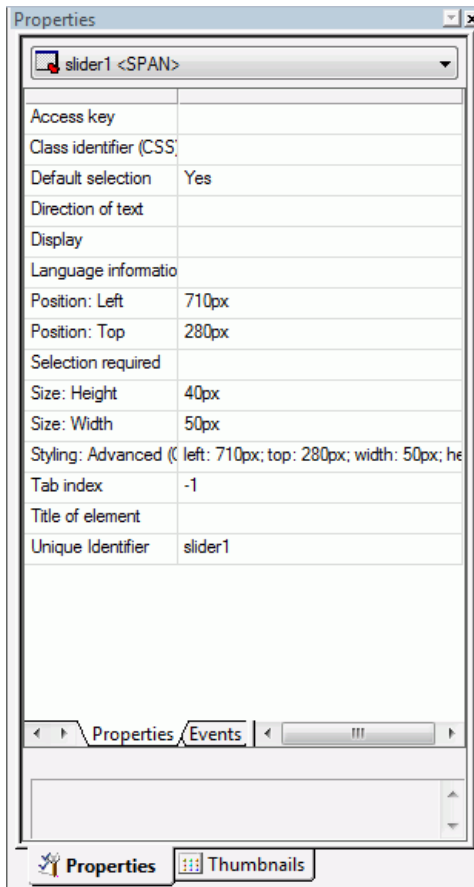 Properties
slider1 <SPAN>
Access key
Class identifier (CSS)
Default selection Yes
Direction of text
Display
Language informatio
Position: Left 710px
Position: Top 280px
Selection required
Size: Height 40px
Size: Width 50px
Styling: Advanced (C left: 710px; top: 280px; width: 50px; he
Tab index -1
Title of element
Unique Identifier slider1
Properties Events
Properties Thumbnails